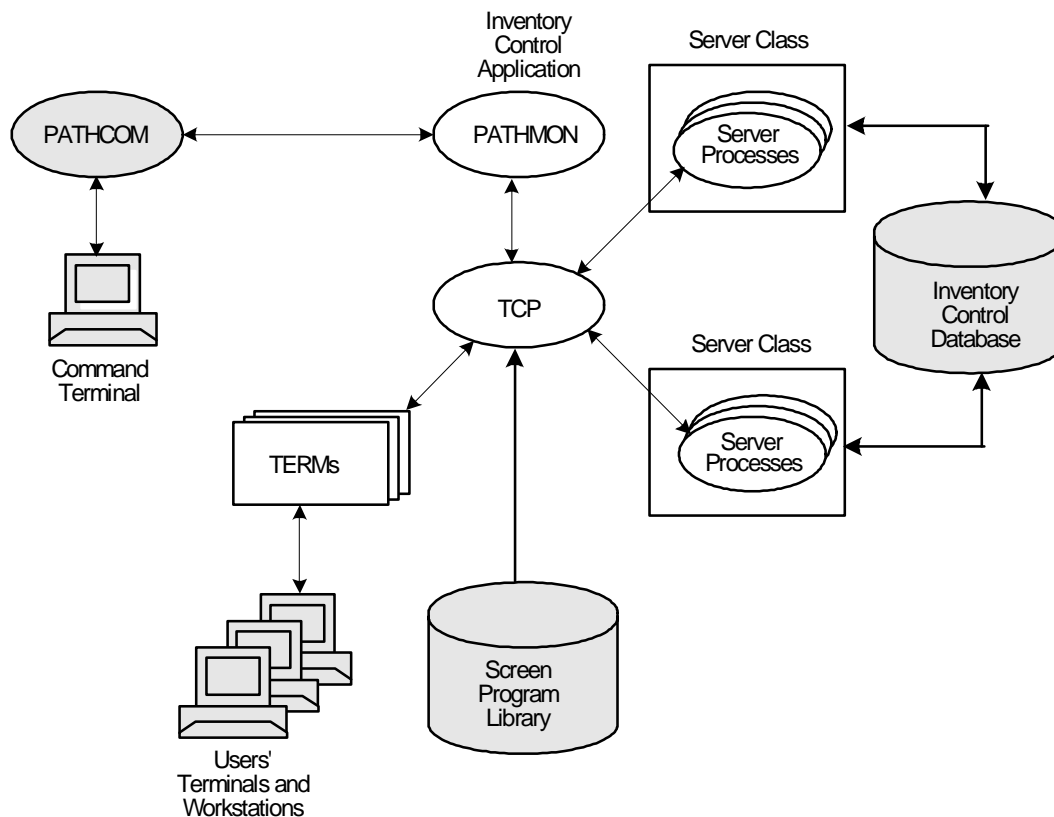 Inventory
Control
Application
Server Class
PATHCOM
PATHMON
Server
Processes
TCP
Inventory
Control
Database
Command
Terminal
Server Class
TERMs
Server
Processes
Screen
Program
Library
Users'
Terminals and
Workstations